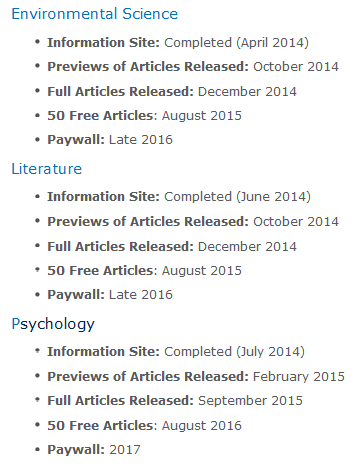 Environmental Science
• Information Site: Completed (April 2014)
• Previews of Articles Released: October 2014
• Full Articles Released: December 2014
• 50 Free Articles: August 2015
• Paywall: Late 2016
Literature
• Information Site: Completed (June 2014)
• Previews of Articles Released: October 2014
• Full Articles Released: December 2014
• 50 Free Articles: August 2015
• Paywall: Late 2016
Psychology
• Information Site: Completed (July 2014)
• Previews of Articles Released: February 2015
• Full Articles Released: September 2015
• 50 Free Articles: August 2016
• Paywall: 2017